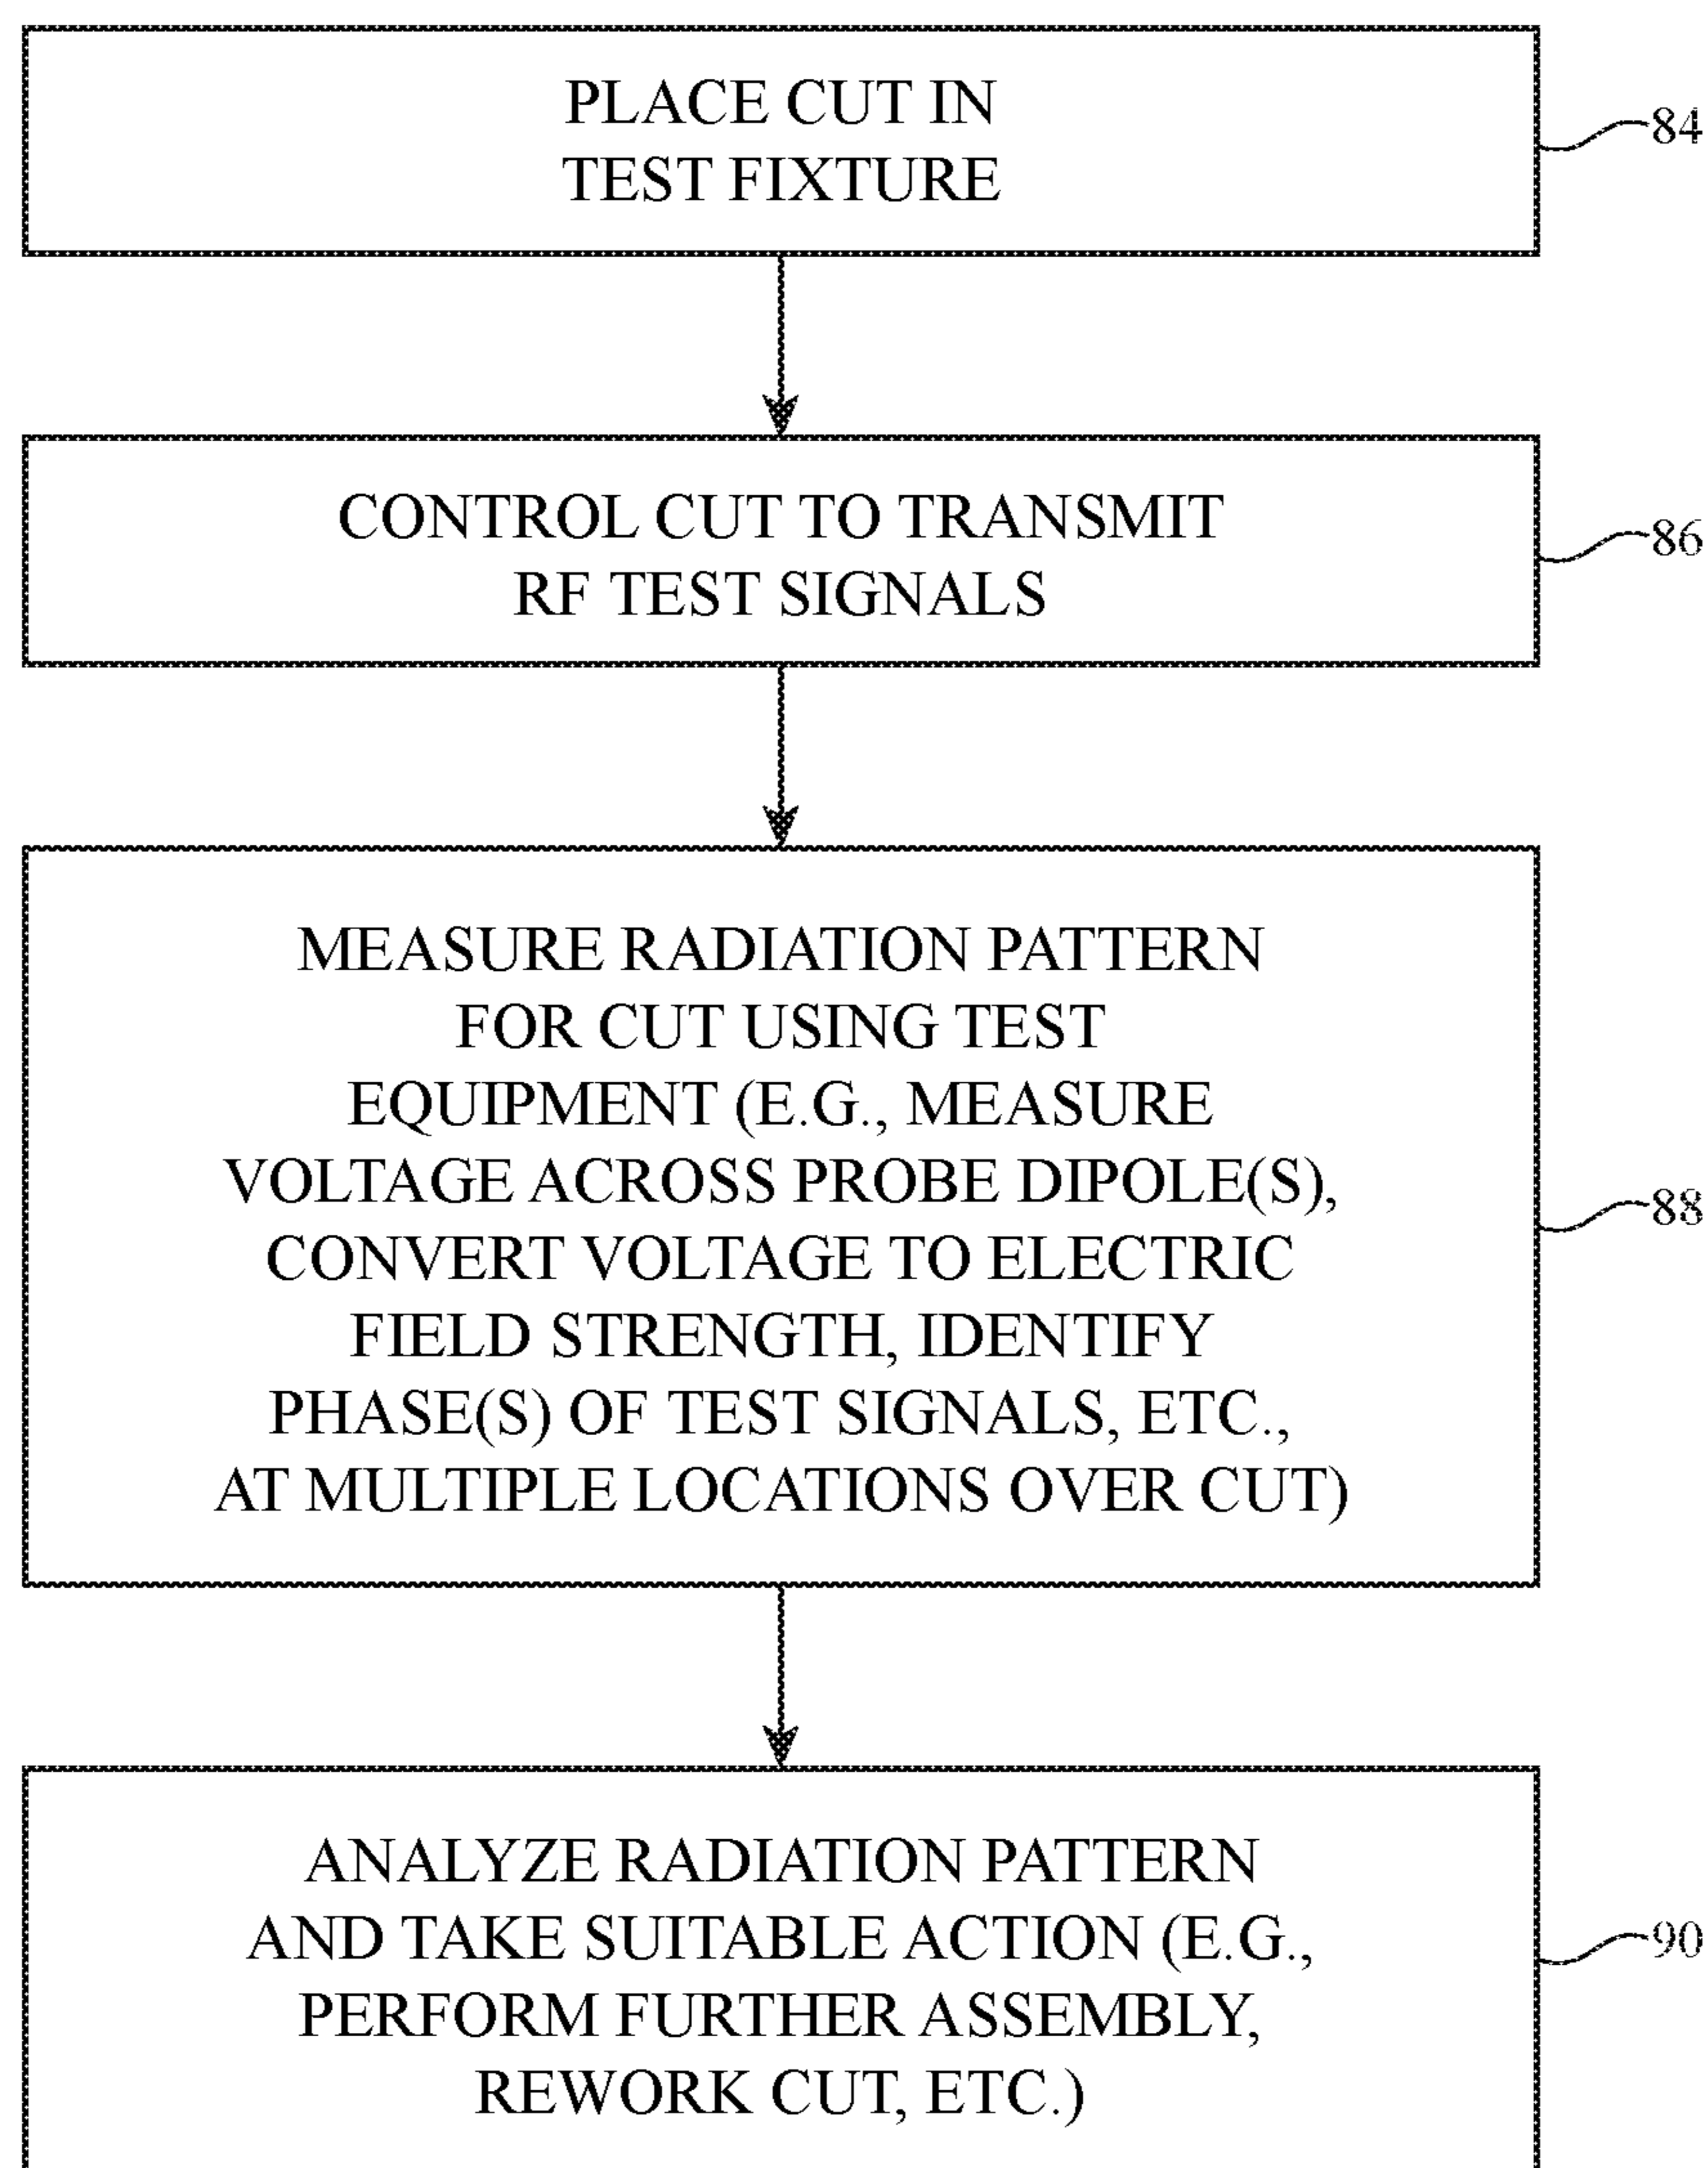 PLACE CUT IN
TEST FIXTURE
84
CONTROL CUT TO TRANSMIT
RF TEST SIGNALS
86
MEASURE RADIATION PATTERN
FOR CUT USING TEST
EQUIPMENT (E.G., MEASURE
VOLTAGE ACROSS PROBE DIPOLE(S),
CONVERT VOLTAGE TO ELECTRIC
FIELD STRENGTH, IDENTIFY
PHASE(S) OF TEST SIGNALS, ETC.,
AT MULTIPLE LOCATIONS OVER CUT)
88
ANALYZE RADIATION PATTERN
AND TAKE SUITABLE ACTION (E.G.,
PERFORM FURTHER ASSEMBLY,
REWORK CUT, ETC.)
90